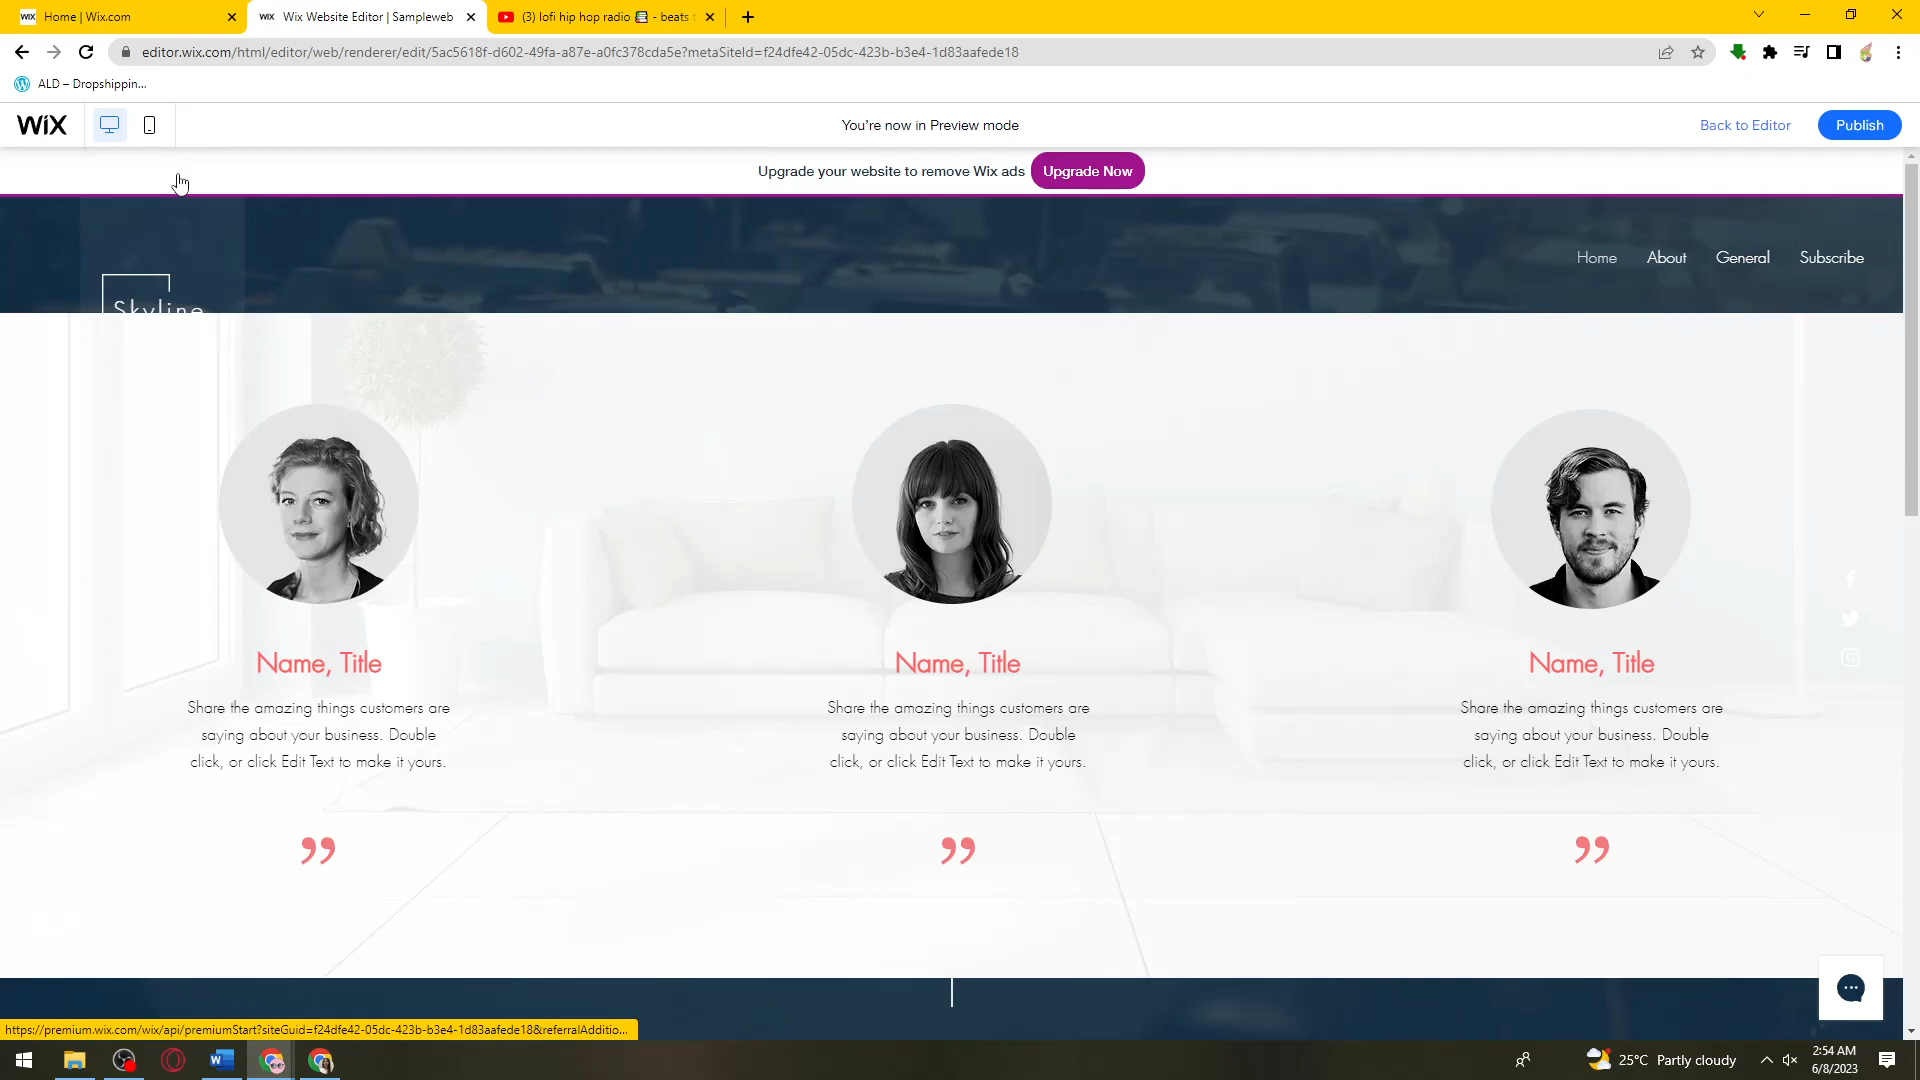 WiX Home | Wix.com
WiX Wix Website Editor | Sampleweb
(3) lofi hip hop radio 📚 - beats t
editor.wix.com/html/editor/web/renderer/edit/5ac5618f-d602-49fa-a87e-a0fc378cda5e?metaSiteId=f24dfe42-05dc-423b-b3e4-1d83aafede18
ALD – Dropshippin...
WiX
You're now in Preview mode
Back to Editor
Publish
Upgrade your website to remove Wix ads
Upgrade Now
Skyline
Home About General Subscribe
Name, Title
Share the amazing things customers are
saying about your business. Double
click, or click Edit Text to make it yours.
”
Name, Title
Share the amazing things customers are
saying about your business. Double
click, or click Edit Text to make it yours.
”
Name, Title
Share the amazing things customers are
saying about your business. Double
click, or click Edit Text to make it yours.
”
https://premium.wix.com/wix/api/premiumStart?siteGuid=f24dfe42-05dc-423b-b3e4-1d83aafede18&referralAdditio...
25°C Partly cloudy
2:54 AM
6/8/2023